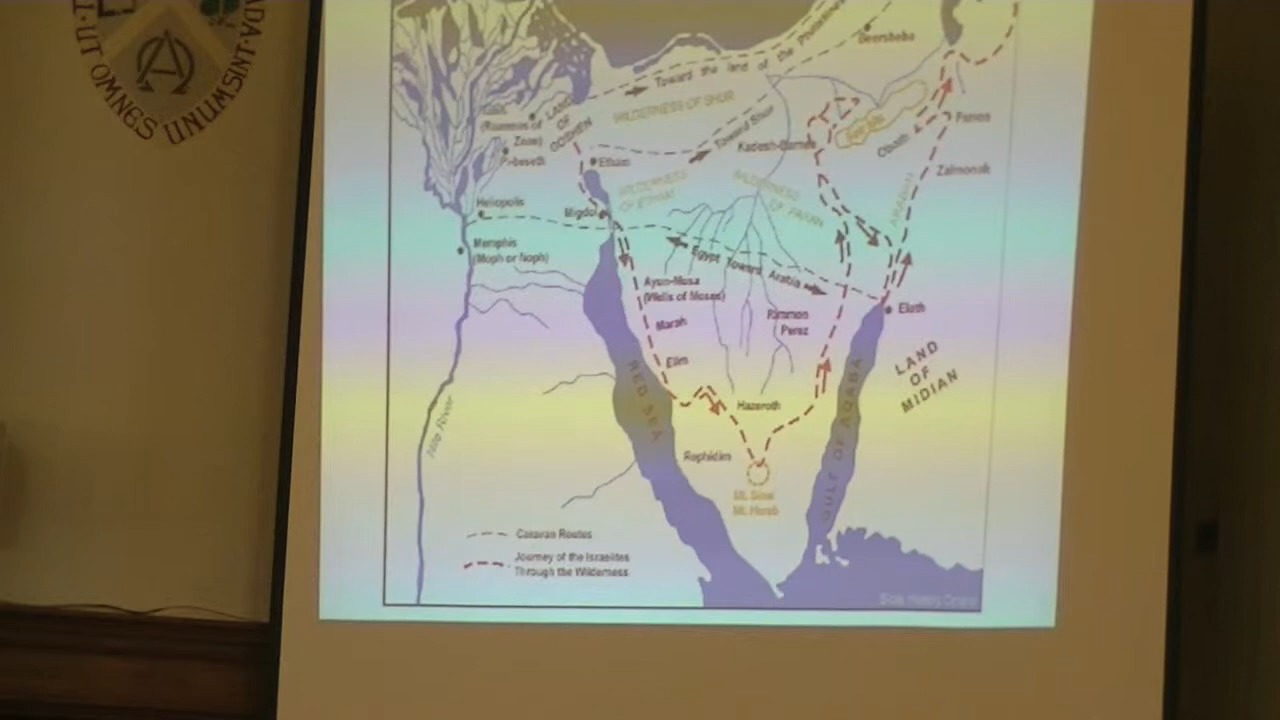 UT OMNES UNUM SINT
Beersheba
Toward the land of the Philistines
WILDERNESS OF SHUR
LAND
OF
GOSHEN
(Rameses of
Zoan)
Pi-beseth
Toward Shur
Kadesh-Barnea
Oboth
Punon
Etham
Zalmonah
WILDERNESS
OF ETHAM
WILDERNESS
OF PARAN
ARABAH
Heliopolis
Migdol
Memphis
(Moph or Noph)
Egypt Toward Arabia
Ayun-Musa
(Wells of Moses)
Elath
Marah
Rimmon
Perez
Elim
LAND
OF
MIDIAN
RED SEA
GULF OF AQABA
Nile River
Hazeroth
Rephidim
Mt. Sinai
Mt. Horeb
Caravan Routes
Journey of the Israelites
Through the Wilderness